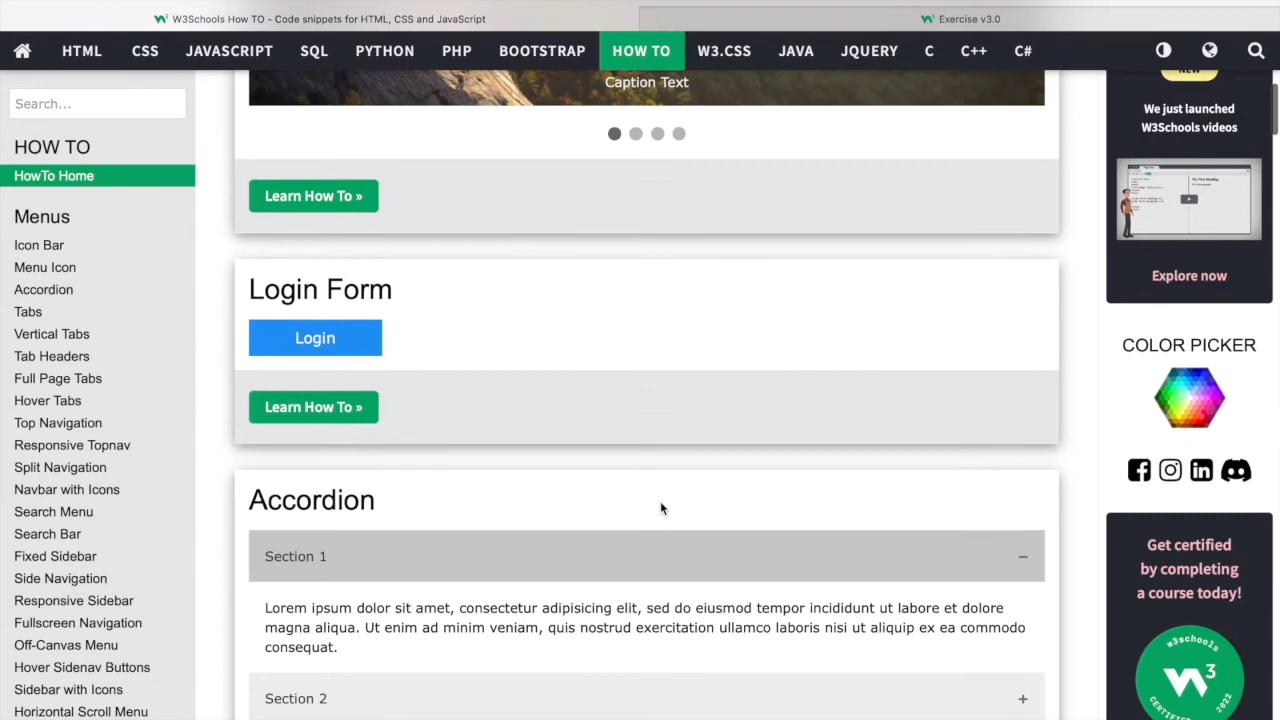 W3Schools How TO - Code snippets for HTML, CSS and JavaScript
Exercise v3.0
HTML CSS JAVASCRIPT SQL PYTHON PHP BOOTSTRAP HOW TO W3.CSS JAVA JQUERY C C++ C#
Search...
HOW TO
HowTo Home
Menus
Icon Bar
Menu Icon
Accordion
Tabs
Vertical Tabs
Tab Headers
Full Page Tabs
Hover Tabs
Top Navigation
Responsive Topnav
Split Navigation
Navbar with Icons
Search Menu
Search Bar
Fixed Sidebar
Side Navigation
Responsive Sidebar
Fullscreen Navigation
Off-Canvas Menu
Hover Sidenav Buttons
Sidebar with Icons
Horizontal Scroll Menu
Caption Text
Learn How To »
Login Form
Login
Learn How To »
Accordion
Section 1
Lorem ipsum dolor sit amet, consectetur adipisicing elit, sed do eiusmod tempor incididunt ut labore et dolore
magna aliqua. Ut enim ad minim veniam, quis nostrud exercitation ullamco laboris nisi ut aliquip ex ea commodo
consequat.
Section 2
NEW
We just launched
W3Schools videos
Explore now
COLOR PICKER
Get certified
by completing
a course today!
w3schools
W3
CERTIFIED 2022